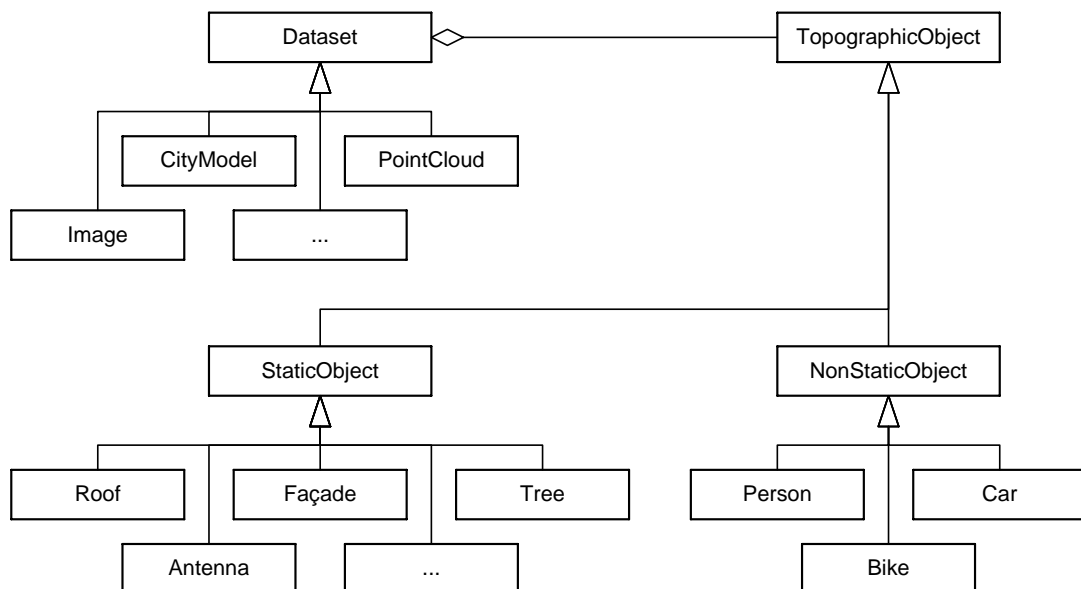 Dataset
TopographicObject
CityModel
PointCloud
Image
...
StaticObject
NonStaticObject
Roof
Façade
Tree
Person
Car
Antenna
...
Bike